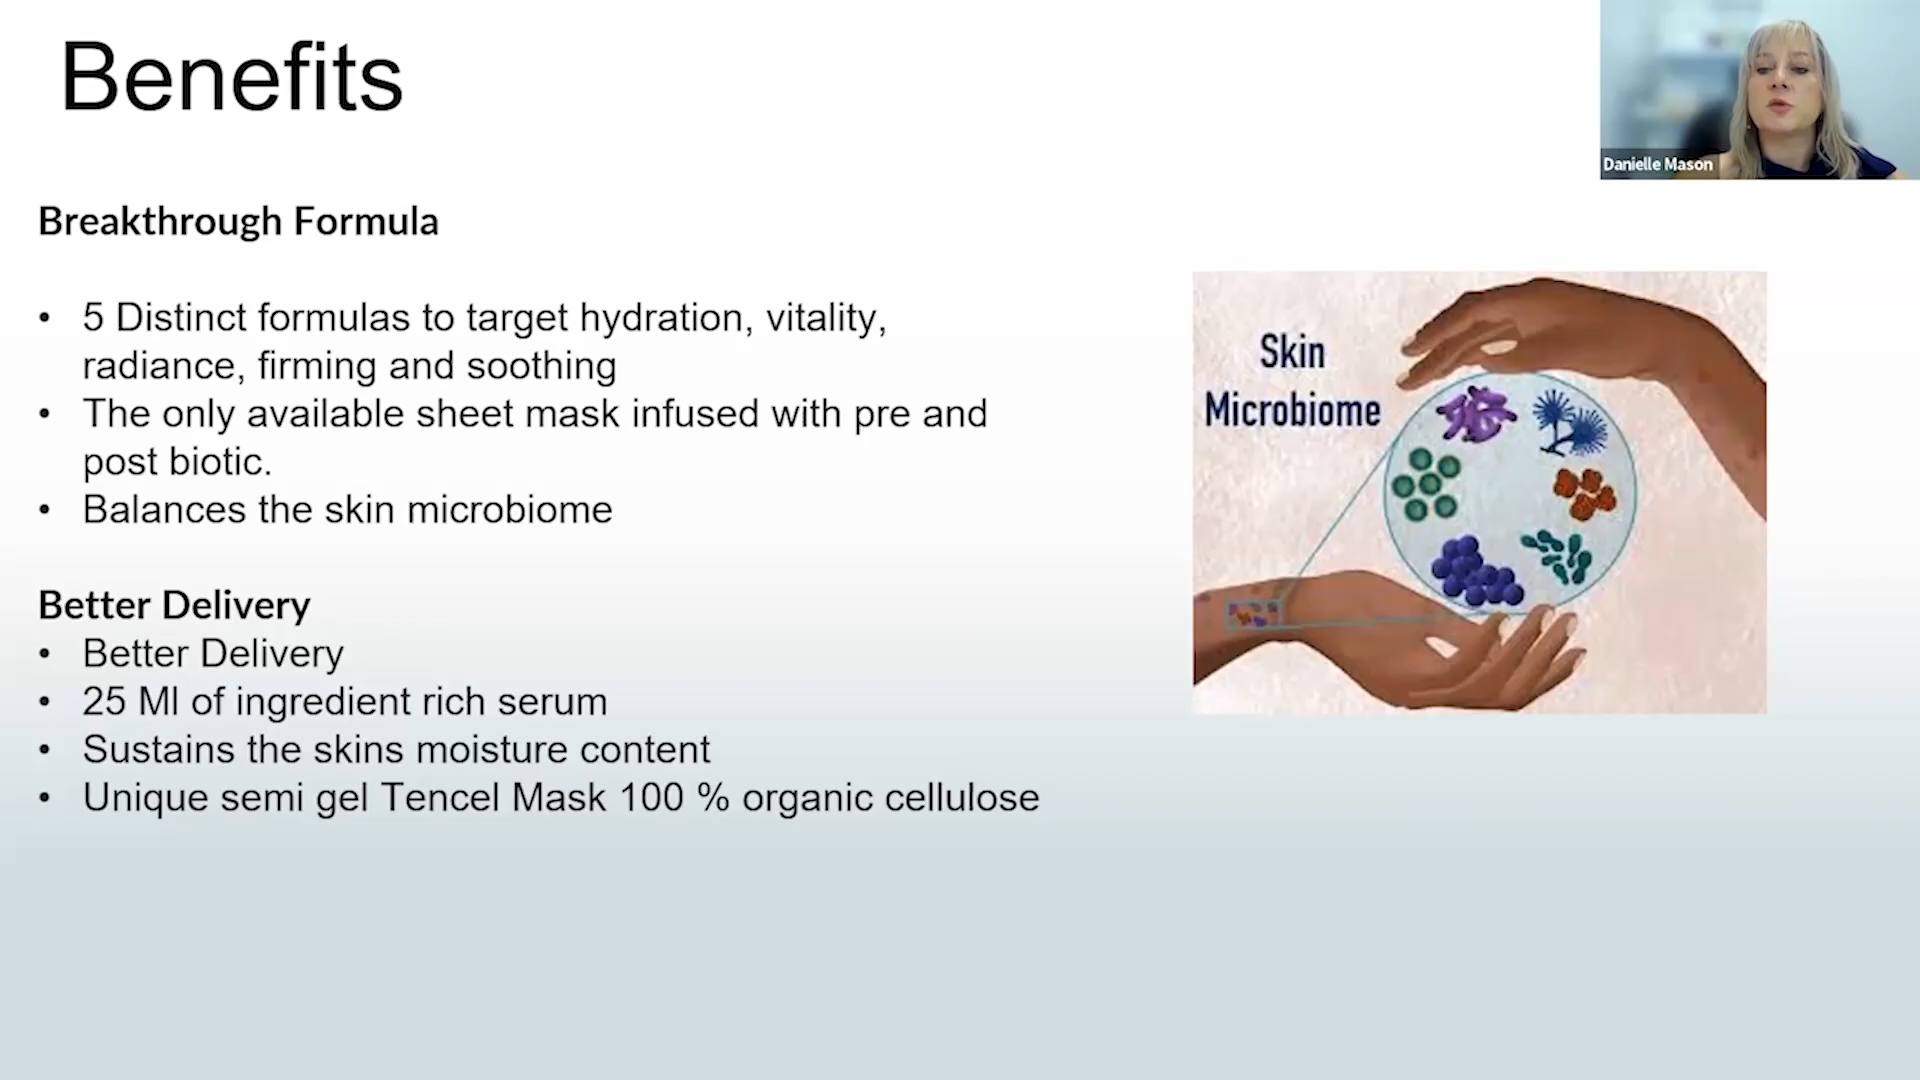 Benefits
Danielle Mason
Breakthrough Formula
• 5 Distinct formulas to target hydration, vitality,
radiance, firming and soothing
• The only available sheet mask infused with pre and
post biotic.
• Balances the skin microbiome
Better Delivery
• Better Delivery
• 25 Ml of ingredient rich serum
• Sustains the skins moisture content
• Unique semi gel Tencel Mask 100 % organic cellulose
Skin
Microbiome